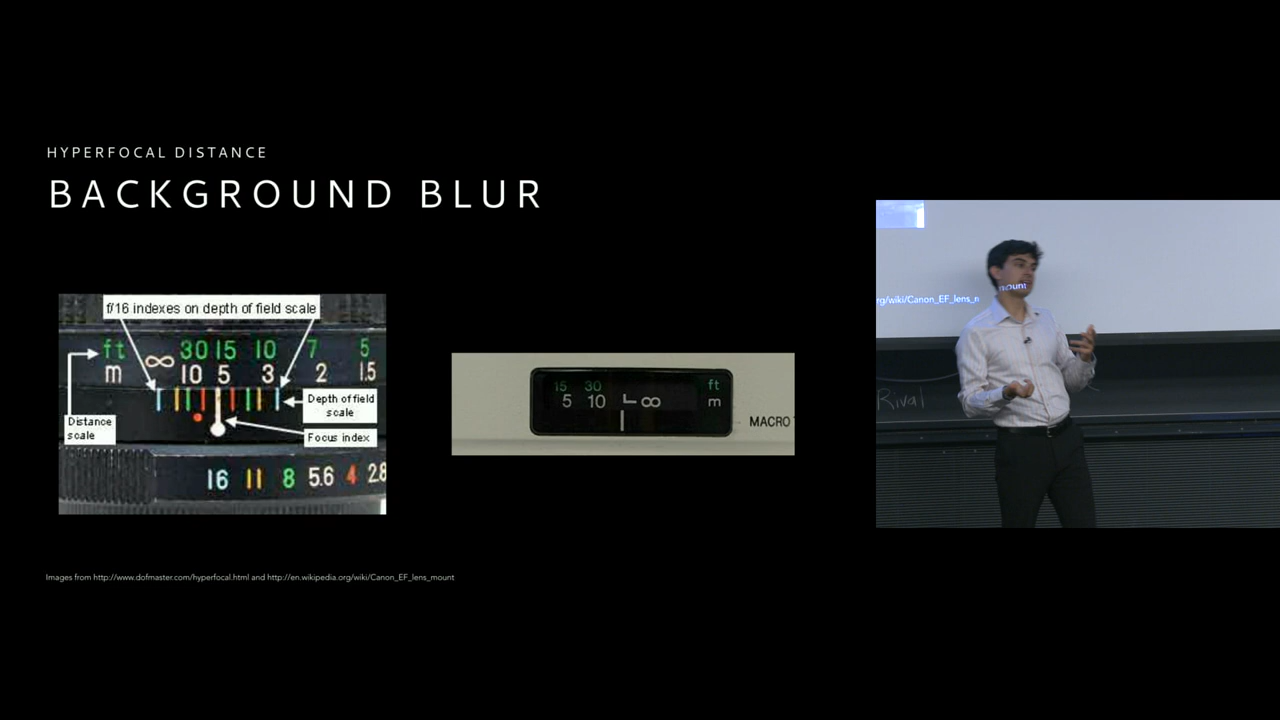 HYPERFOCAL DISTANCE
BACKGROUND BLUR
f/16 indexes on depth of field scale
ft ∞ 30 15 10 7 5
m 10 5 3 2 1.5
Depth of field
scale
Distance
scale
Focus index
16 11 8 5.6 4 2.8
15 30 ft
5 10 ∞ m
MACRO
mount
rg/wiki/Canon_EF_lens_n
Rival
Images from http://www.dofmaster.com/hyperfocal.html and http://en.wikipedia.org/wiki/Canon_EF_lens_mount